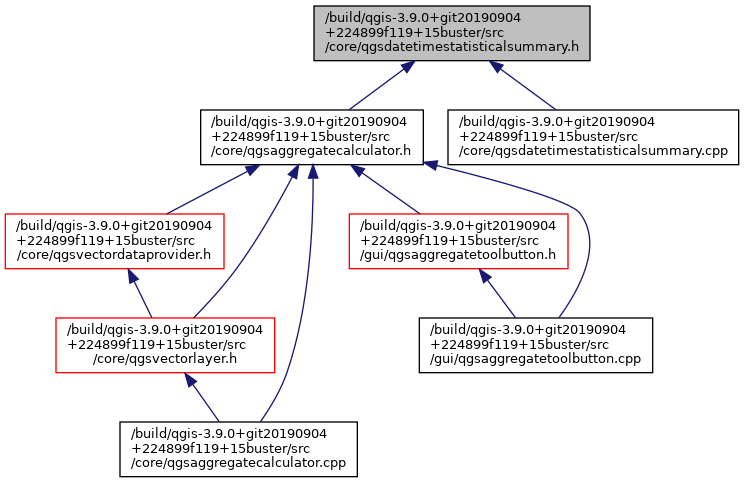 /build/qgis-3.9.0+git20190904
+224899f119+15buster/src
/core/qgsdatetimestatisticalsummary.h
/build/qgis-3.9.0+git20190904
+224899f119+15buster/src
/core/qgsaggregatecalculator.h
/build/qgis-3.9.0+git20190904
+224899f119+15buster/src
/core/qgsdatetimestatisticalsummary.cpp
/build/qgis-3.9.0+git20190904
+224899f119+15buster/src
/core/qgsvectordataprovider.h
/build/qgis-3.9.0+git20190904
+224899f119+15buster/src
/gui/qgsaggregatetoolbutton.h
/build/qgis-3.9.0+git20190904
+224899f119+15buster/src
/core/qgsvectorlayer.h
/build/qgis-3.9.0+git20190904
+224899f119+15buster/src
/gui/qgsaggregatetoolbutton.cpp
/build/qgis-3.9.0+git20190904
+224899f119+15buster/src
/core/qgsaggregatecalculator.cpp